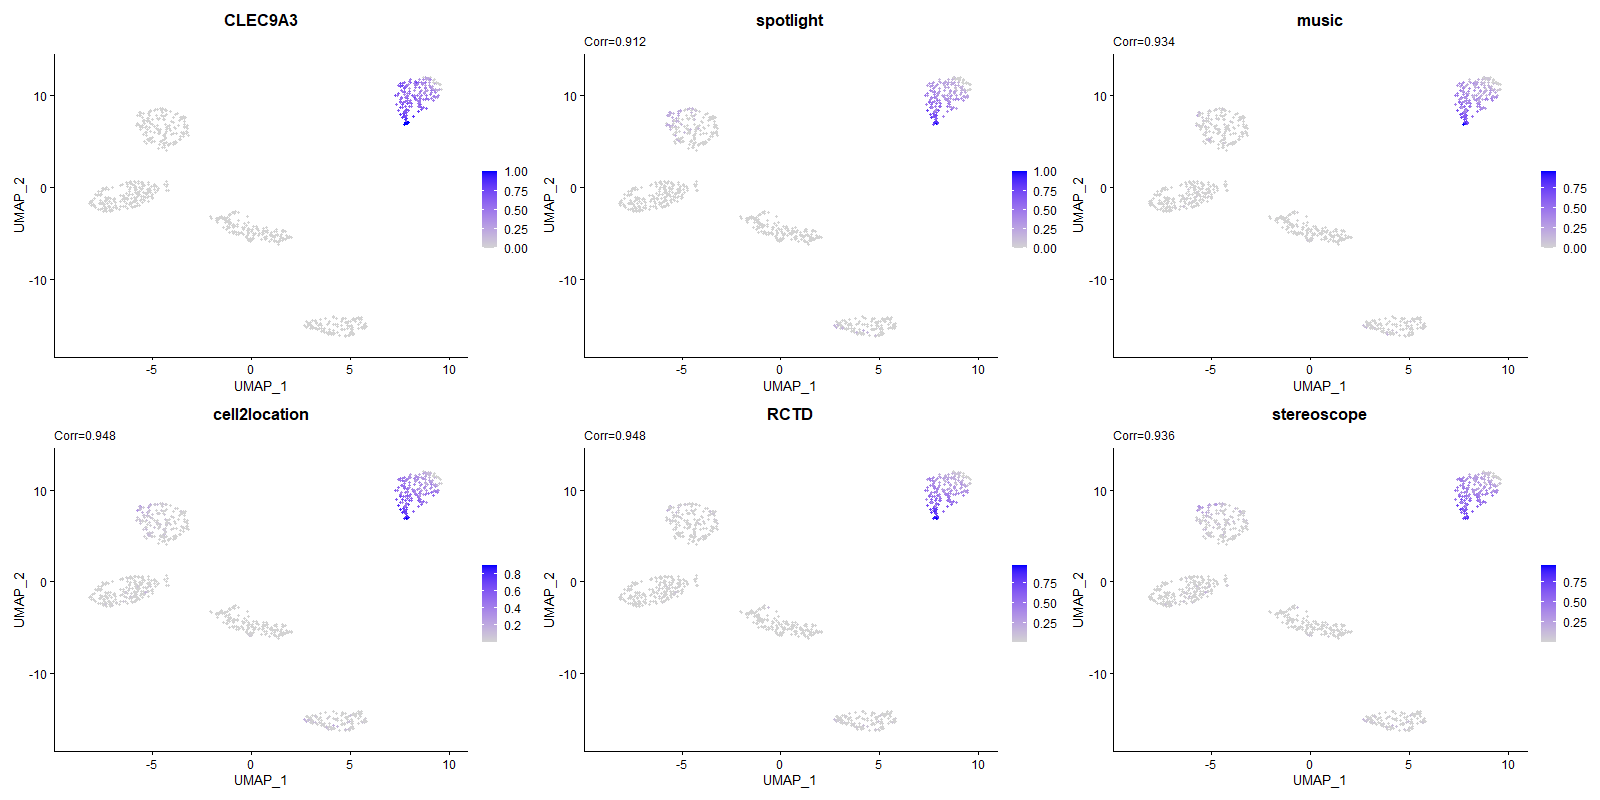 CLEC9A3
UMAP_2
10
0
-10
-5
0
5
10
UMAP_1
1.00
0.75
0.50
0.25
0.00
spotlight
Corr=0.912
UMAP_2
10
0
-10
-5
0
5
10
UMAP_1
1.00
0.75
0.50
0.25
0.00
music
Corr=0.934
UMAP_2
10
0
-10
-5
0
5
10
UMAP_1
0.75
0.50
0.25
0.00
cell2location
Corr=0.948
UMAP_2
10
0
-10
-5
0
5
10
UMAP_1
0.8
0.6
0.4
0.2
RCTD
Corr=0.948
UMAP_2
10
0
-10
-5
0
5
10
UMAP_1
0.75
0.50
0.25
stereoscope
Corr=0.936
UMAP_2
10
0
-10
-5
0
5
10
UMAP_1
0.75
0.50
0.25